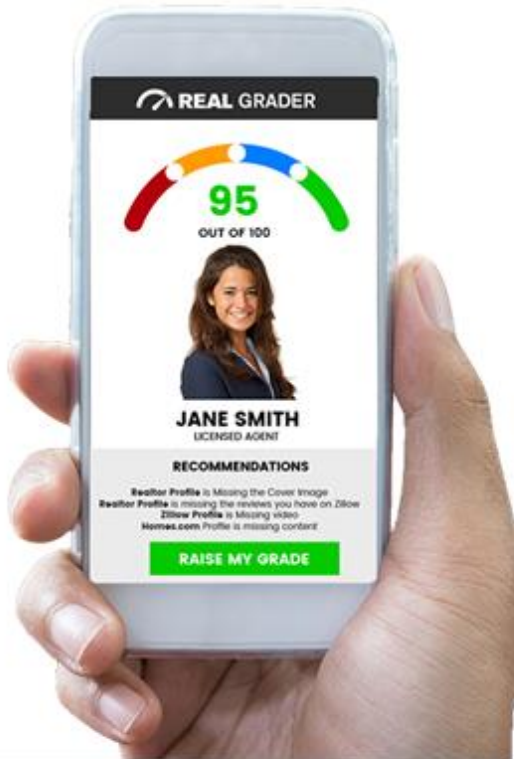 REAL GRADER
95
OUT OF 100
JANE SMITH
LICENSED AGENT
RECOMMENDATIONS
Realtor Profile is Missing the Cover Image
Realtor Profile is missing the reviews you have on Zillow
Zillow Profile is Missing video
Homes.com Profile is missing content
RAISE MY GRADE